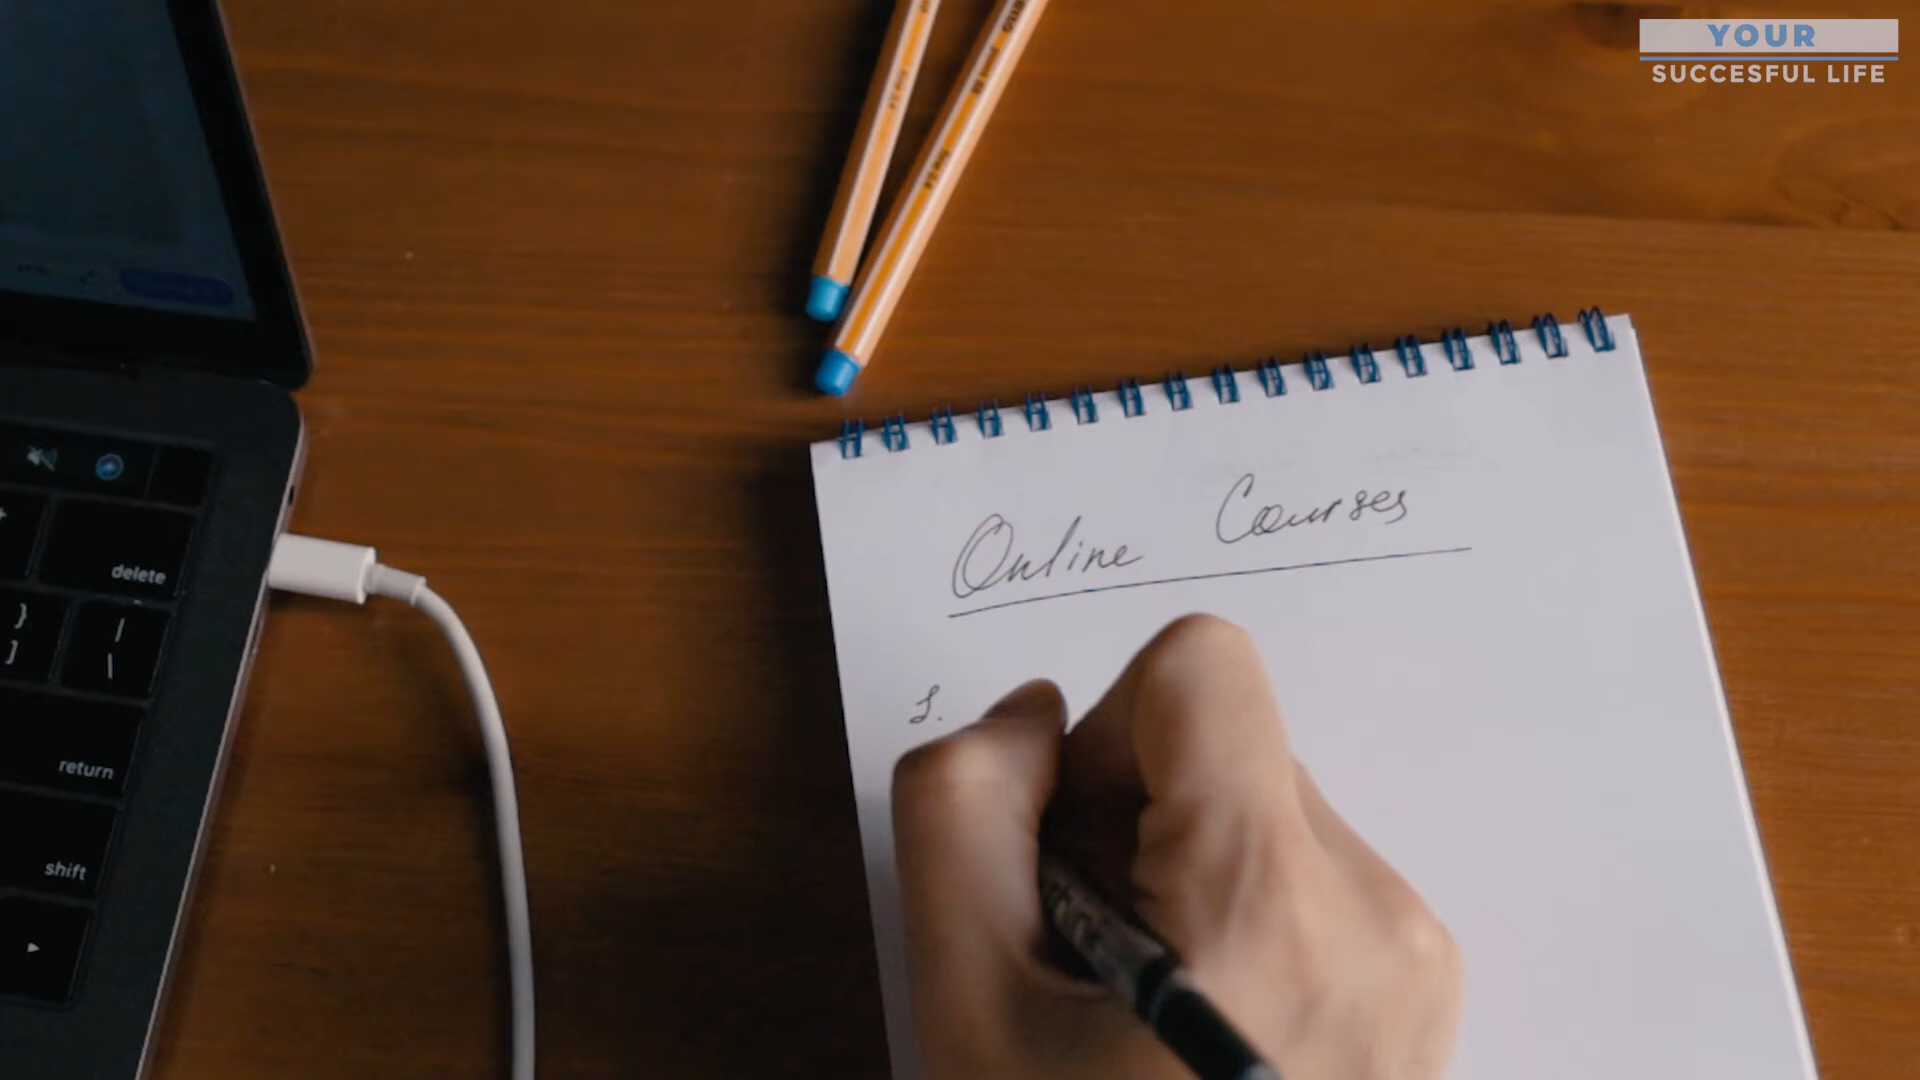 YOUR
SUCCESFUL LIFE
Online Courses
1.
delete
}
]
|
\
return
shift